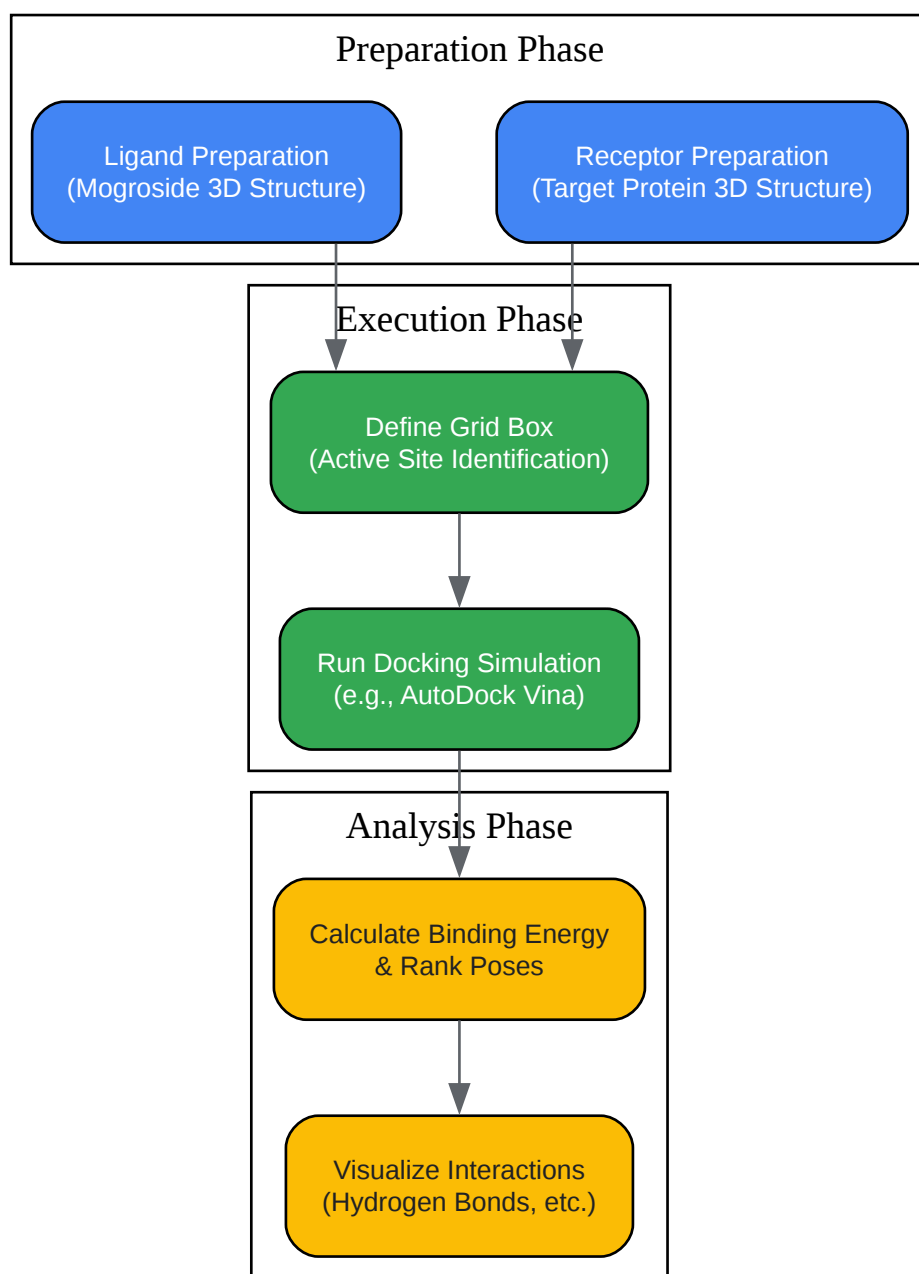 Preparation Phase
Ligand Preparation
(Mogroside 3D Structure)
Receptor Preparation
(Target Protein 3D Structure)
Execution Phase
Define Grid Box
(Active Site Identification)
Run Docking Simulation
(e.g., AutoDock Vina)
Analysis Phase
Calculate Binding Energy
& Rank Poses
Visualize Interactions
(Hydrogen Bonds, etc.)